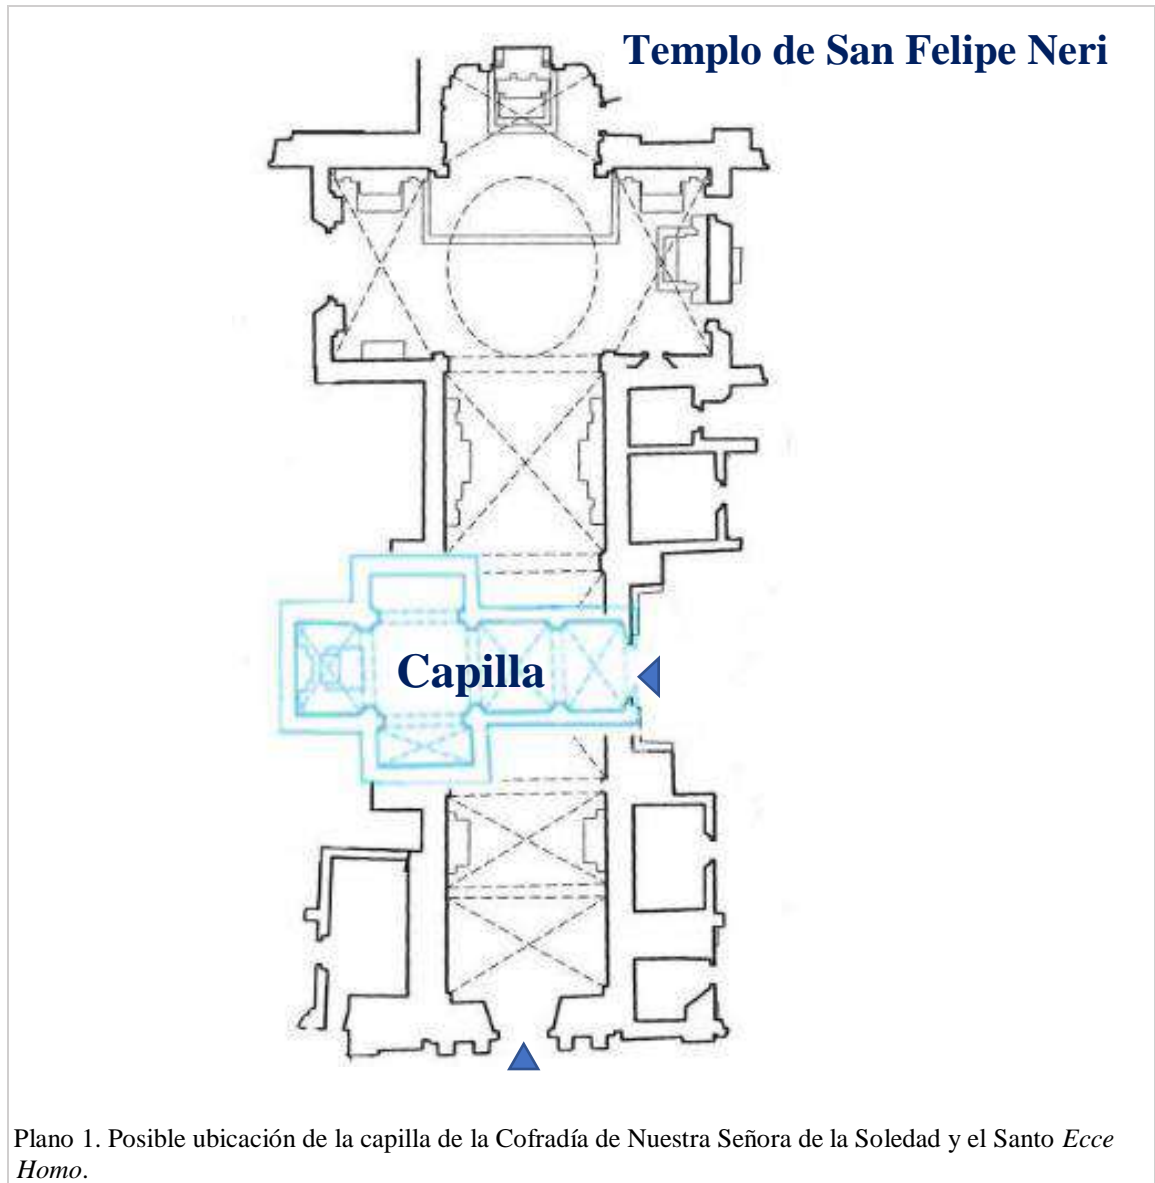 Templo de San Felipe Neri
Capilla
Plano 1. Posible ubicación de la capilla de la Cofradía de Nuestra Señora de la Soledad y el Santo Ecce
Homo.